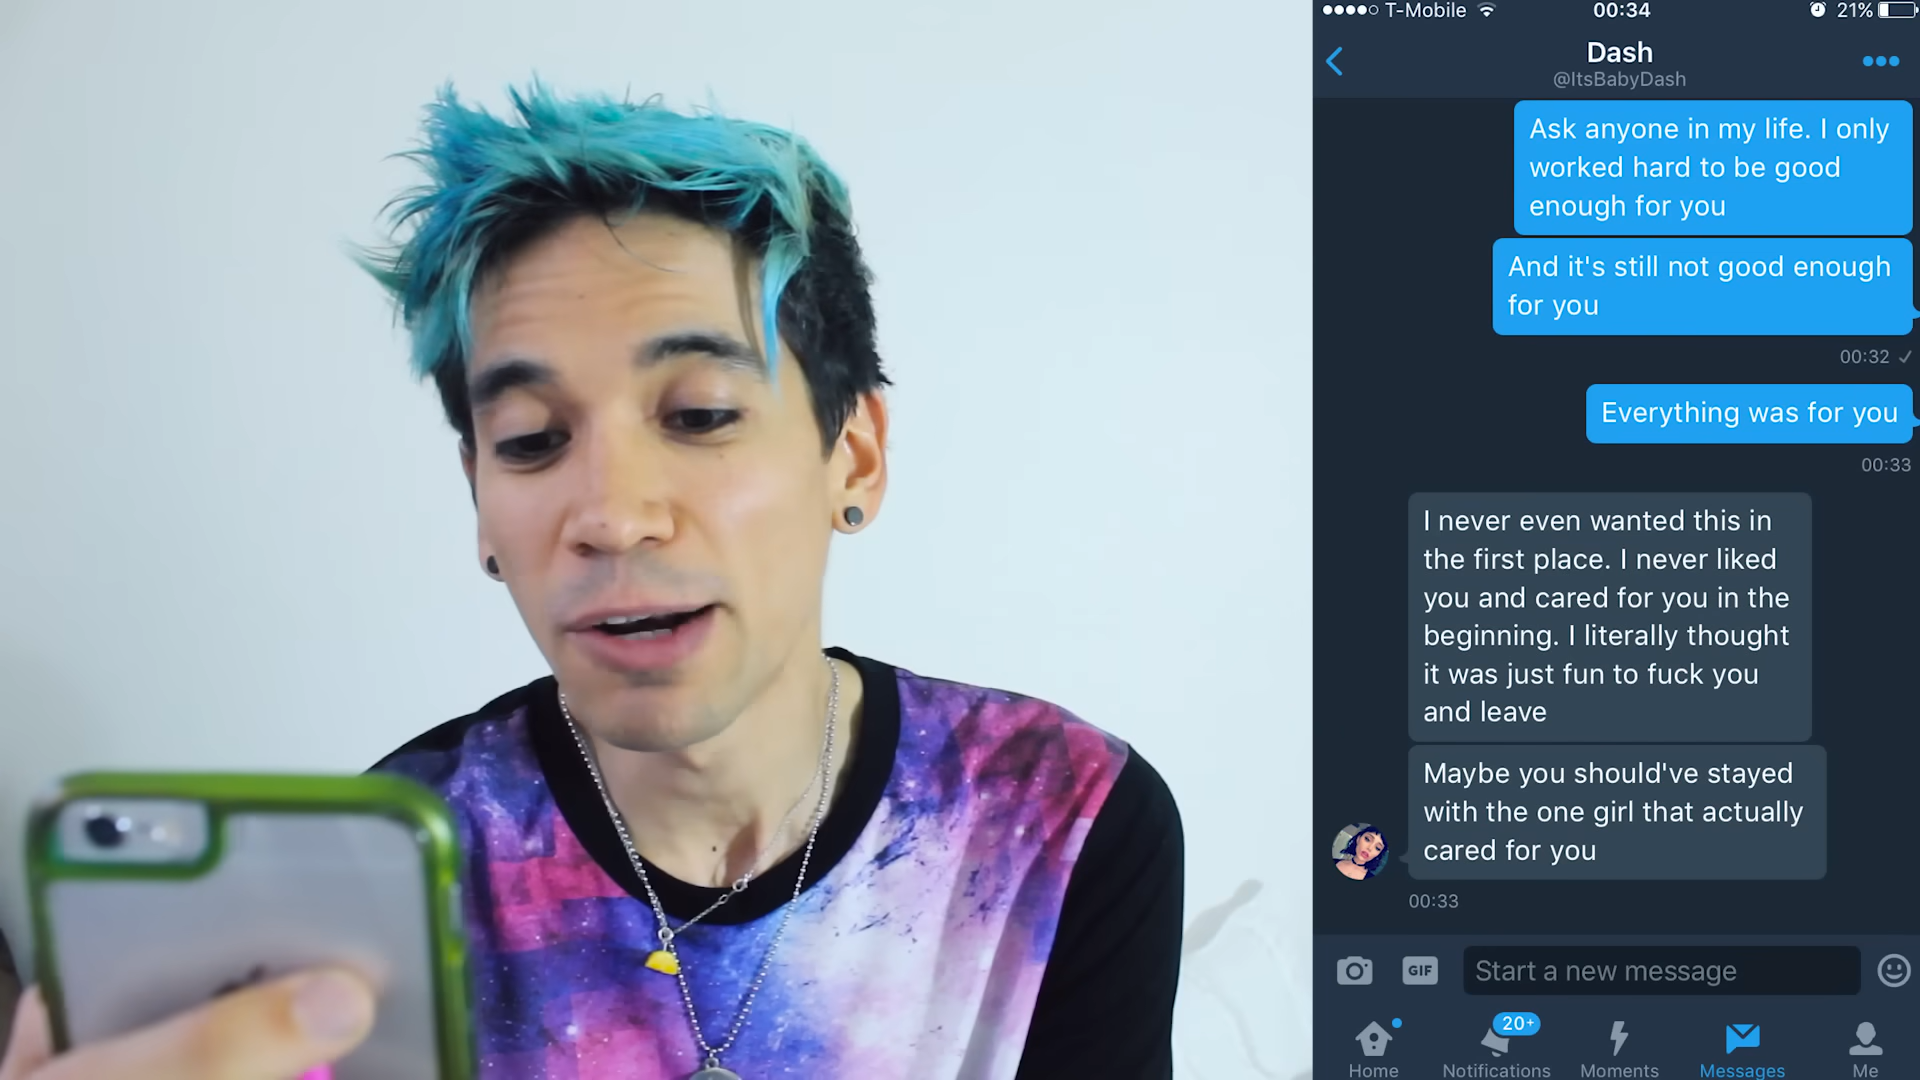 T-Mobile 00:34 21%
Dash
@ItsBabyDash
Ask anyone in my life. I only
worked hard to be good
enough for you
And it's still not good enough
for you
00:32
Everything was for you
00:33
I never even wanted this in
the first place. I never liked
you and cared for you in the
beginning. I literally thought
it was just fun to fuck you
and leave
Maybe you should've stayed
with the one girl that actually
cared for you
00:33
GIF Start a new message
20+
Home Notifications Moments Messages Me